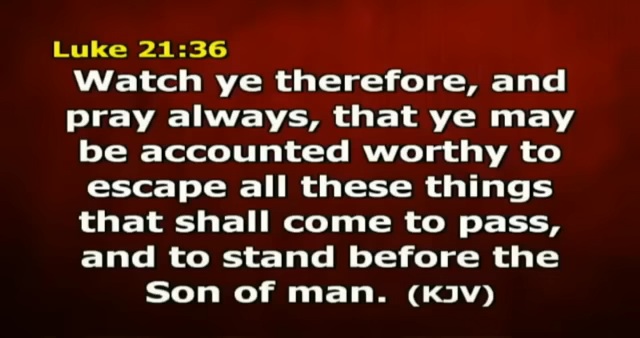 Luke 21:36
Watch ye therefore, and
pray always, that ye may
be accounted worthy to
escape all these things
that shall come to pass,
and to stand before the
Son of man. (KJV)